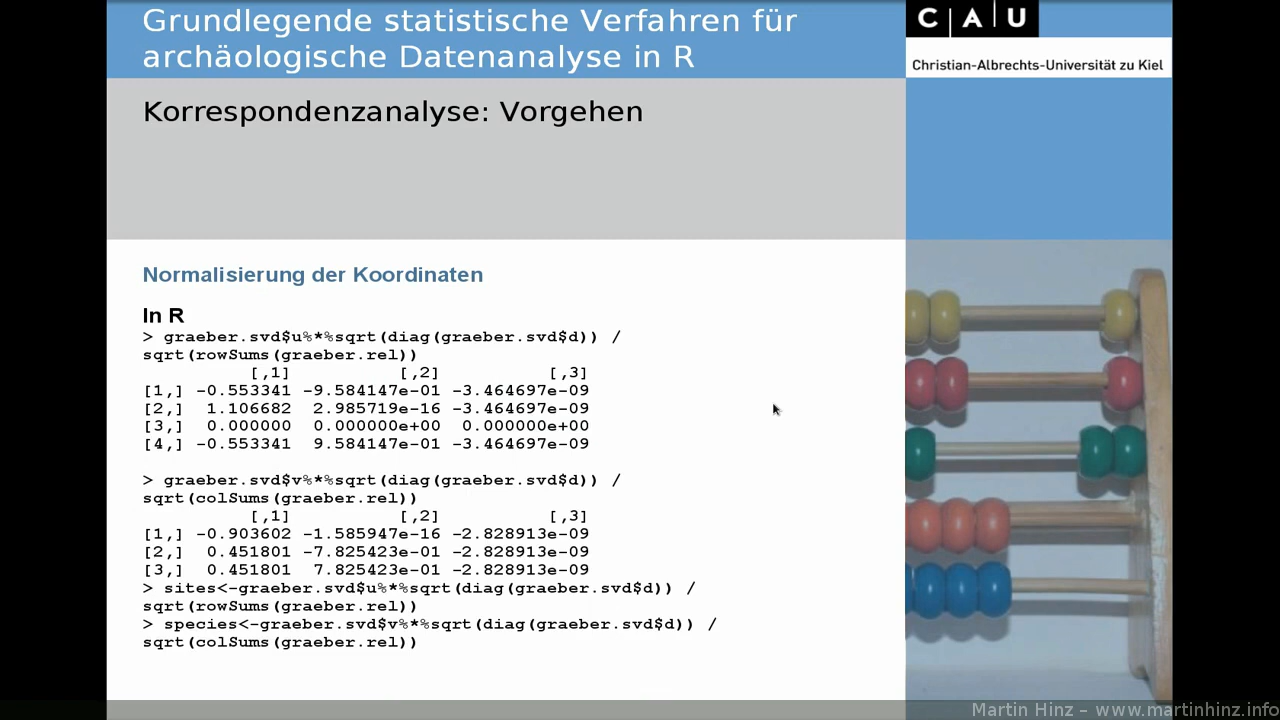 Grundlegende statistische Verfahren für
archäologische Datenanalyse in R
C|A|U
Christian-Albrechts-Universität zu Kiel
Korrespondenzanalyse: Vorgehen
Normalisierung der Koordinaten
In R
> graeber.svd$u%*%sqrt(diag(graeber.svd$d)) /
sqrt(rowSums(graeber.rel))
[,1] [,2] [,3]
[1,] -0.553341 -9.584147e-01 -3.464697e-09
[2,] 1.106682 2.985719e-16 -3.464697e-09
[3,] 0.000000 0.000000e+00 0.000000e+00
[4,] -0.553341 9.584147e-01 -3.464697e-09
> graeber.svd$v%*%sqrt(diag(graeber.svd$d)) /
sqrt(colSums(graeber.rel))
[,1] [,2] [,3]
[1,] -0.903602 -1.585947e-16 -2.828913e-09
[2,] 0.451801 -7.825423e-01 -2.828913e-09
[3,] 0.451801 7.825423e-01 -2.828913e-09
> sites<-graeber.svd$u%*%sqrt(diag(graeber.svd$d)) /
sqrt(rowSums(graeber.rel))
> species<-graeber.svd$v%*%sqrt(diag(graeber.svd$d)) /
sqrt(colSums(graeber.rel))
Martin Hinz – www.martinhinz.info